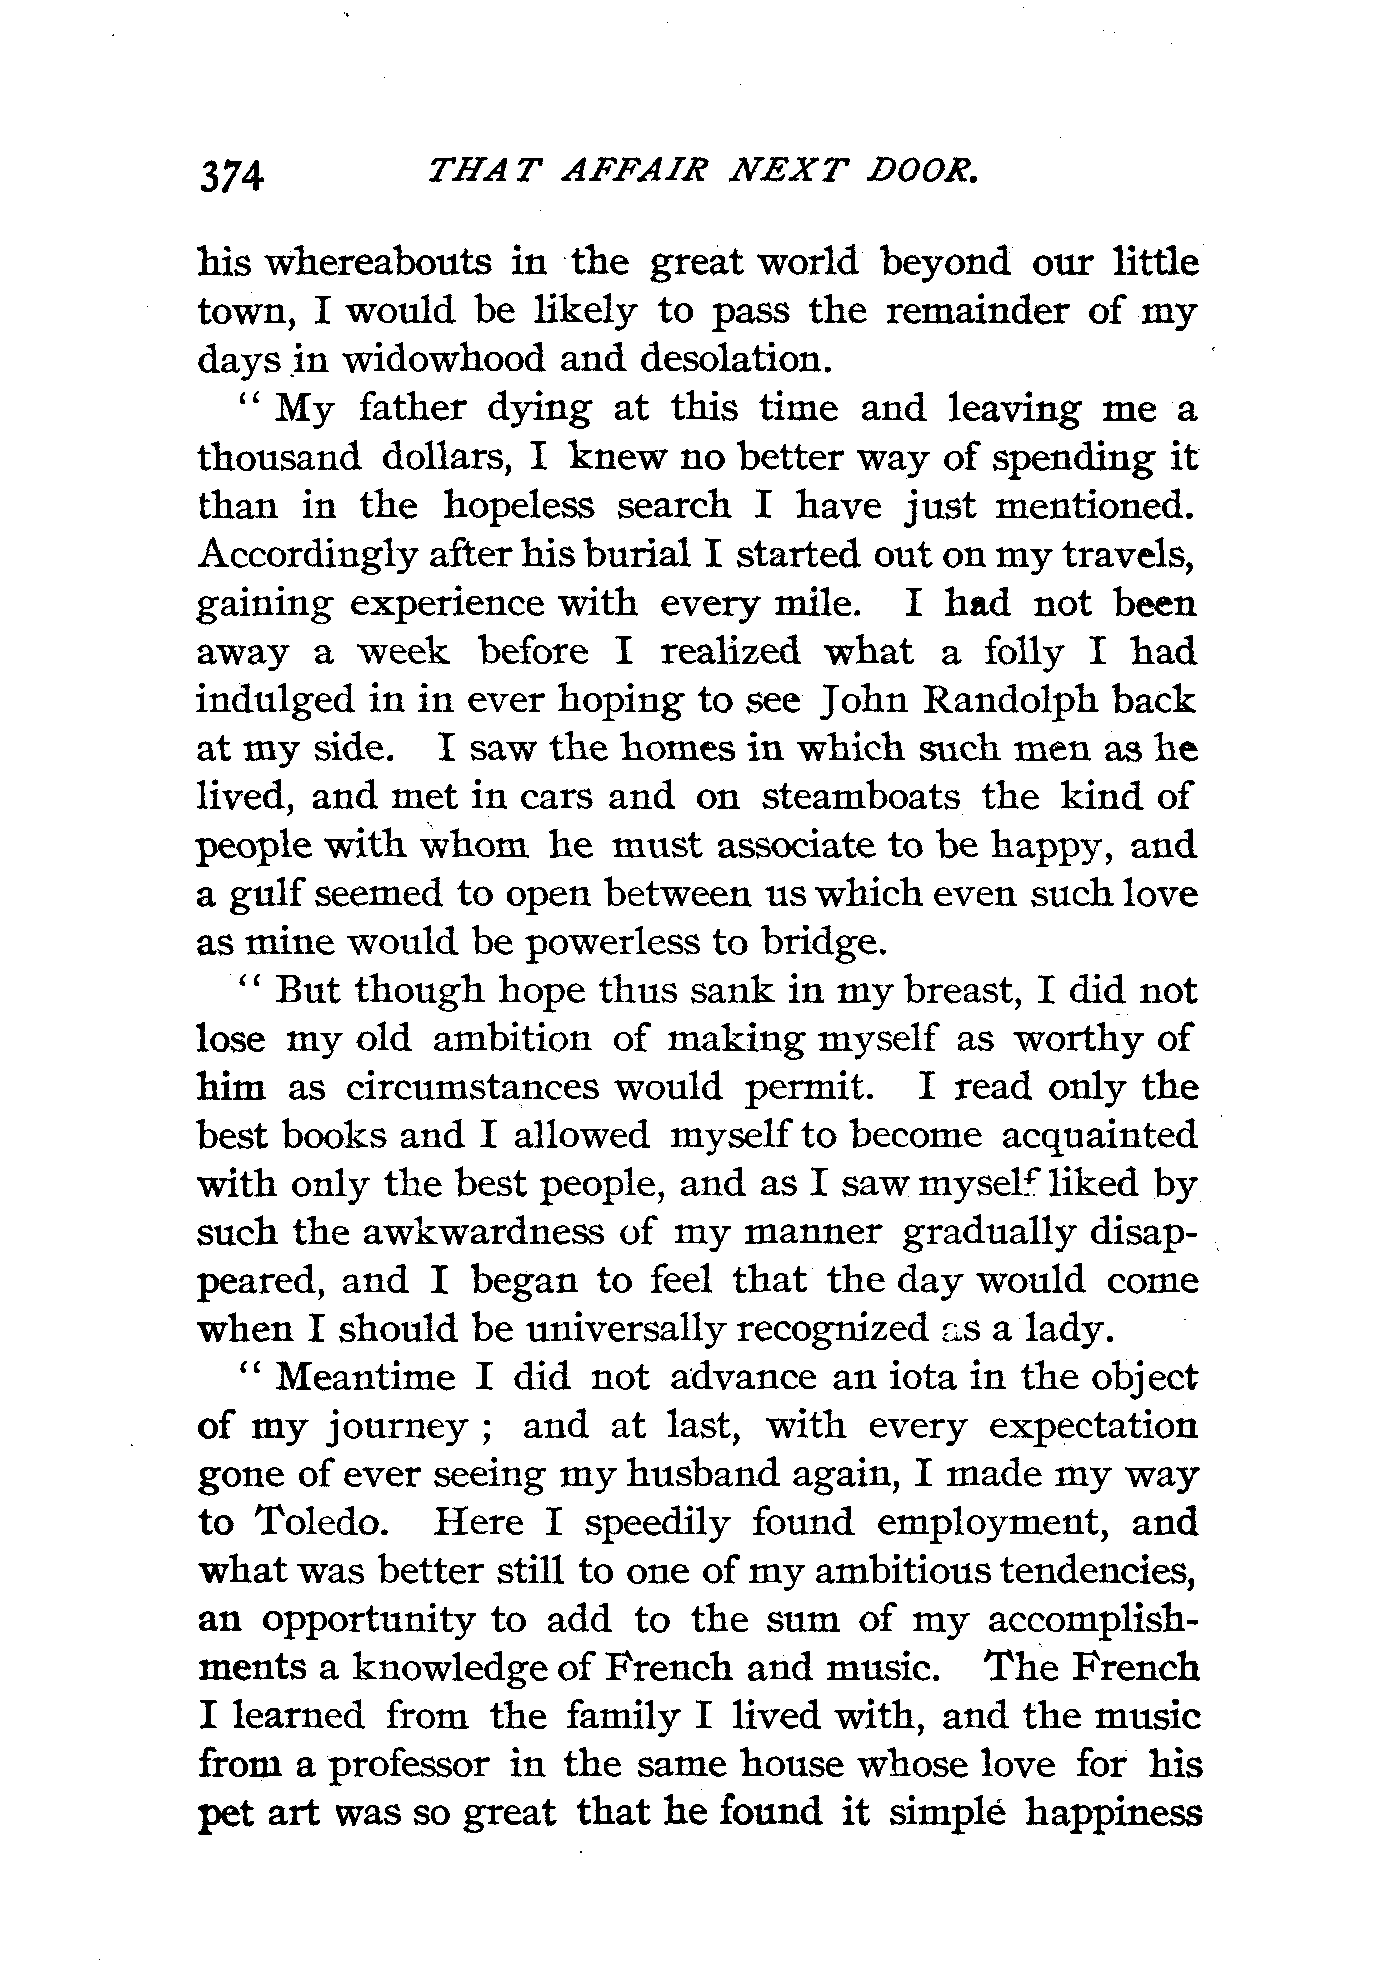 374 THAT AFFAIR NEXT DOOR.
his whereabouts in the great world beyond our little
town, I would be likely to pass the remainder of my
days in widowhood and desolation.
“ My father dying at this time and leaving me a
thousand dollars, I knew no better way of spending it
than in the hopeless search I have just mentioned.
Accordingly after his burial I started out on my travels,
gaining experience with every mile. I had not been
away a week before I realized what a folly I had
indulged in in ever hoping to see John Randolph back
at my side. I saw the homes in which such men as he
lived, and met in cars and on steamboats the kind of
people with whom he must associate to be happy, and
a gulf seemed to open between us which even such love
as mine would be powerless to bridge.
“ But though hope thus sank in my breast, I did not
lose my old ambition of making myself as worthy of
him as circumstances would permit. I read only the
best books and I allowed myself to become acquainted
with only the best people, and as I saw myself liked by
such the awkwardness of my manner gradually disap-
peared, and I began to feel that the day would come
when I should be universally recognized as a lady.
“ Meantime I did not advance an iota in the object
of my journey ; and at last, with every expectation
gone of ever seeing my husband again, I made my way
to Toledo. Here I speedily found employment, and
what was better still to one of my ambitious tendencies,
an opportunity to add to the sum of my accomplish-
ments a knowledge of French and music. The French
I learned from the family I lived with, and the music
from a professor in the same house whose love for his
pet art was so great that he found it simple happiness